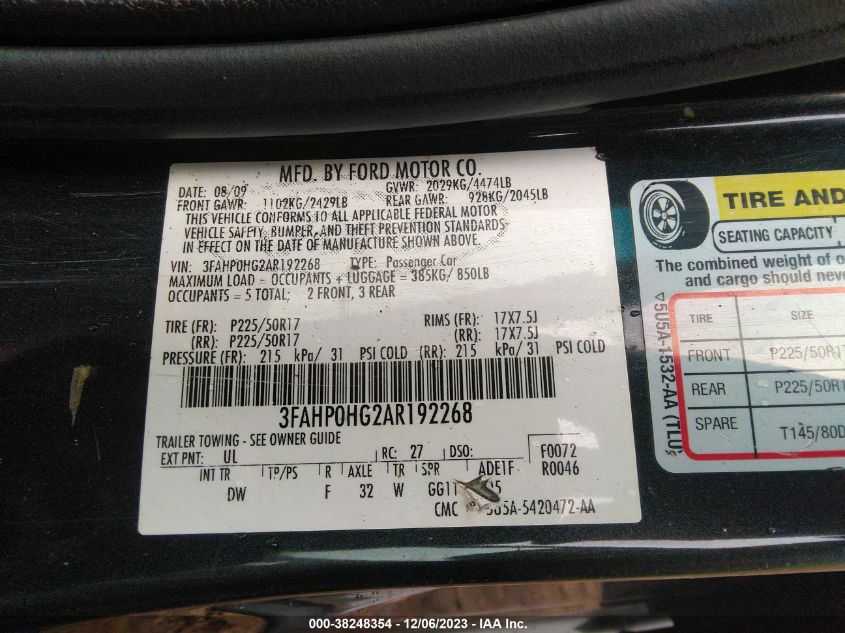 MFD. BY FORD MOTOR CO.
DATE: 08/09 GVWR: 2029KG/4474LB
FRONT GAWR: 1102KG/2429LB REAR GAWR: 928KG/2045LB
THIS VEHICLE CONFORMS TO ALL APPLICABLE FEDERAL MOTOR
VEHICLE SAFETY, BUMPER, AND THEFT PREVENTION STANDARDS
IN EFFECT ON THE DATE OF MANUFACTURE SHOWN ABOVE.
VIN: 3FAHP0HG2AR192268 TYPE: Passenger Car
MAXIMUM LOAD - OCCUPANTS + LUGGAGE = 385KG/ 850LB
OCCUPANTS = 5 TOTAL; 2 FRONT, 3 REAR
TIRE (FR): P225/50R17 RIMS (FR): 17X7.5J
(RR): P225/50R17 (RR): 17X7.5J
PRESSURE (FR): 215 kPa/ 31 PSI COLD (RR): 215 kPa/ 31 PSI COLD
3FAHP0HG2AR192268
TRAILER TOWING - SEE OWNER GUIDE
EXT PNT: UL RC: 27 DSO: F0072
INT TR TP/PS R AXLE TR SPR ADE1F R0046
DW F 32 W GG11
CMC 5U5A-5420472-AA
TIRE AND
SEATING CAPACITY
The combined weight of o
and cargo should neve
TIRE SIZE
FRONT P225/50R17
REAR P225/50R1
SPARE T145/80D
5U5A-1532-AA (TLU)
000-38248354 - 12/06/2023 - IAA Inc.